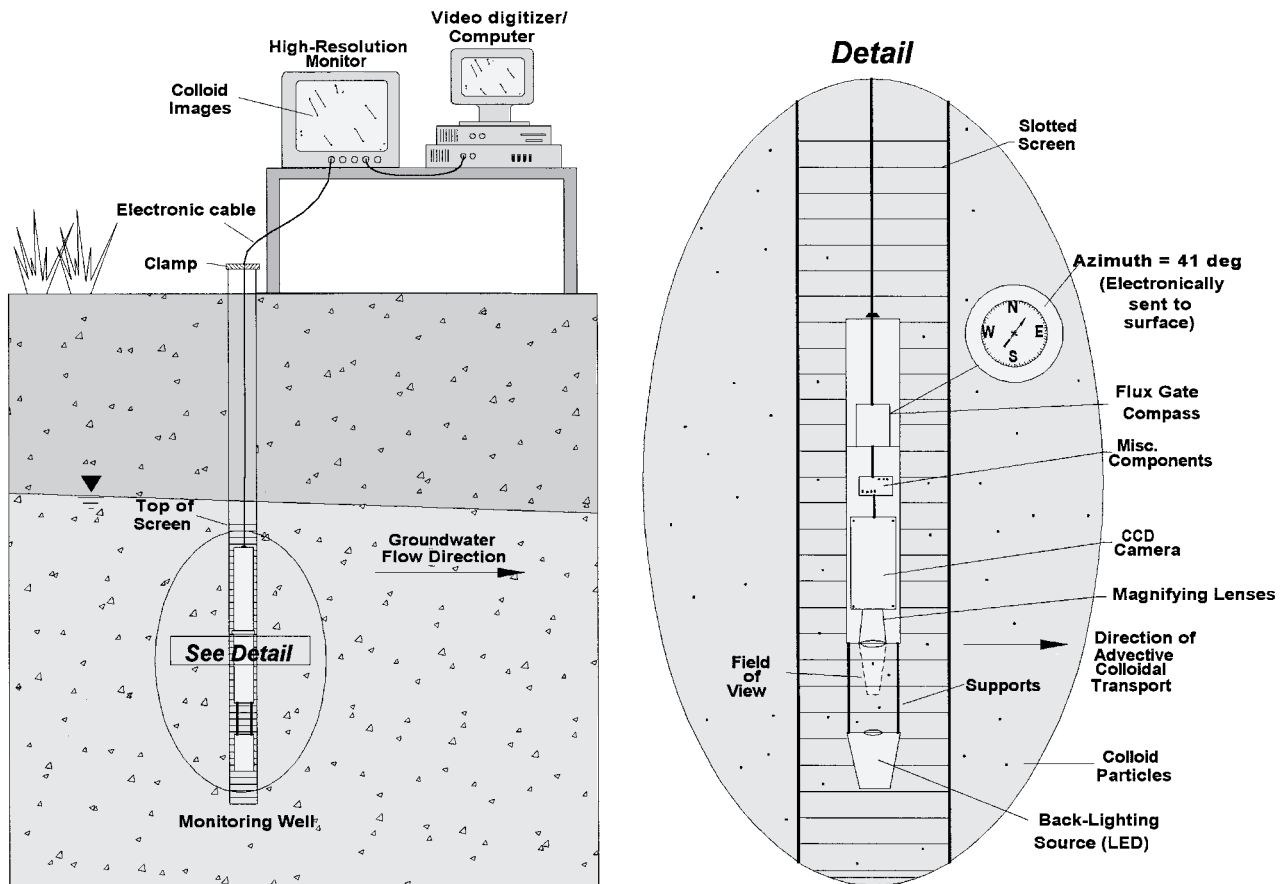 Video digitizer/
Computer
High-Resolution
Monitor
Colloid
Images
Electronic cable
Clamp
Top of
Screen
Groundwater
Flow Direction
See Detail
Monitoring Well
Detail
Slotted
Screen
Azimuth = 41 deg
(Electronically
sent to
surface)
N
W E
S
Flux Gate
Compass
Misc.
Components
CCD
Camera
Magnifying Lenses
Direction of
Advective
Colloidal
Transport
Field
of
View
Supports
Colloid
Particles
Back-Lighting
Source (LED)